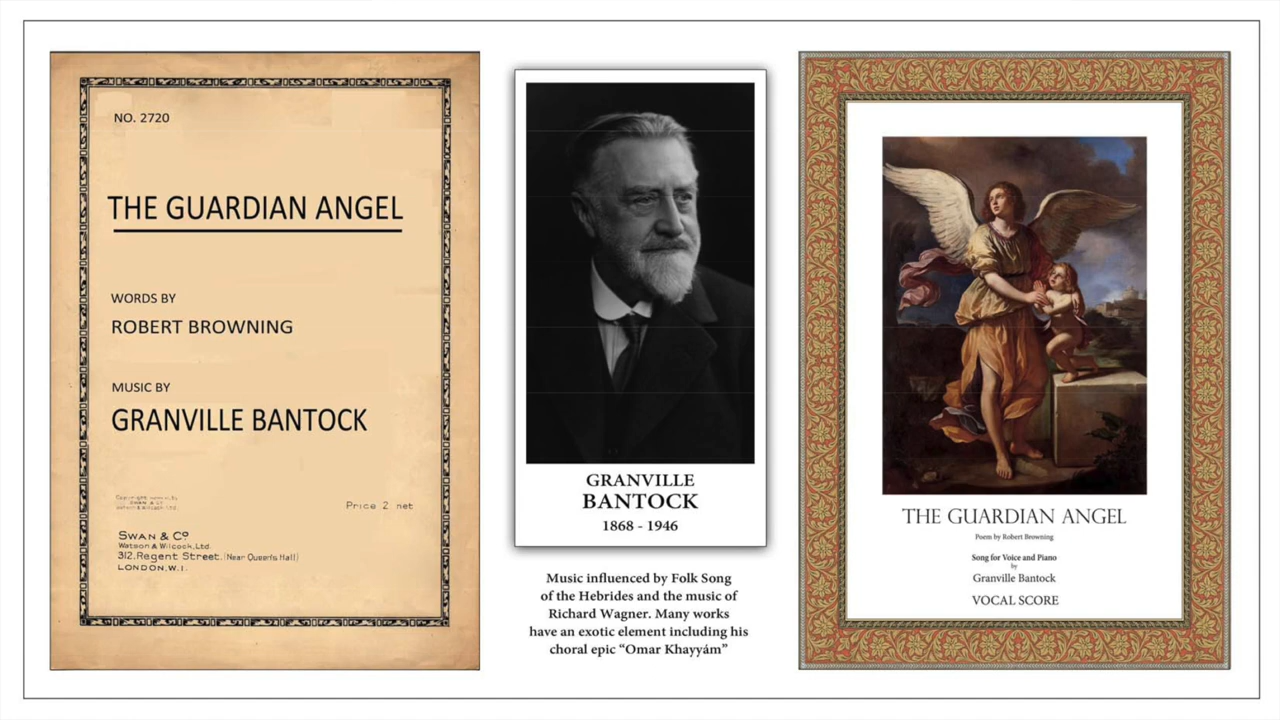 NO. 2720
THE GUARDIAN ANGEL
WORDS BY
ROBERT BROWNING
MUSIC BY
GRANVILLE BANTOCK
Price 2 net
SWAN & Co
Watson & Wilcock, Ltd.
312, Regent Street. (Near Queen's Hall)
LONDON, W.1.
GRANVILLE
BANTOCK
1868 - 1946
Music influenced by Folk Song
of the Hebrides and the music of
Richard Wagner. Many works
have an exotic element including his
choral epic “Omar Khayyám”
THE GUARDIAN ANGEL
Poem by Robert Browning
Song for Voice and Piano
by
Granville Bantock
VOCAL SCORE